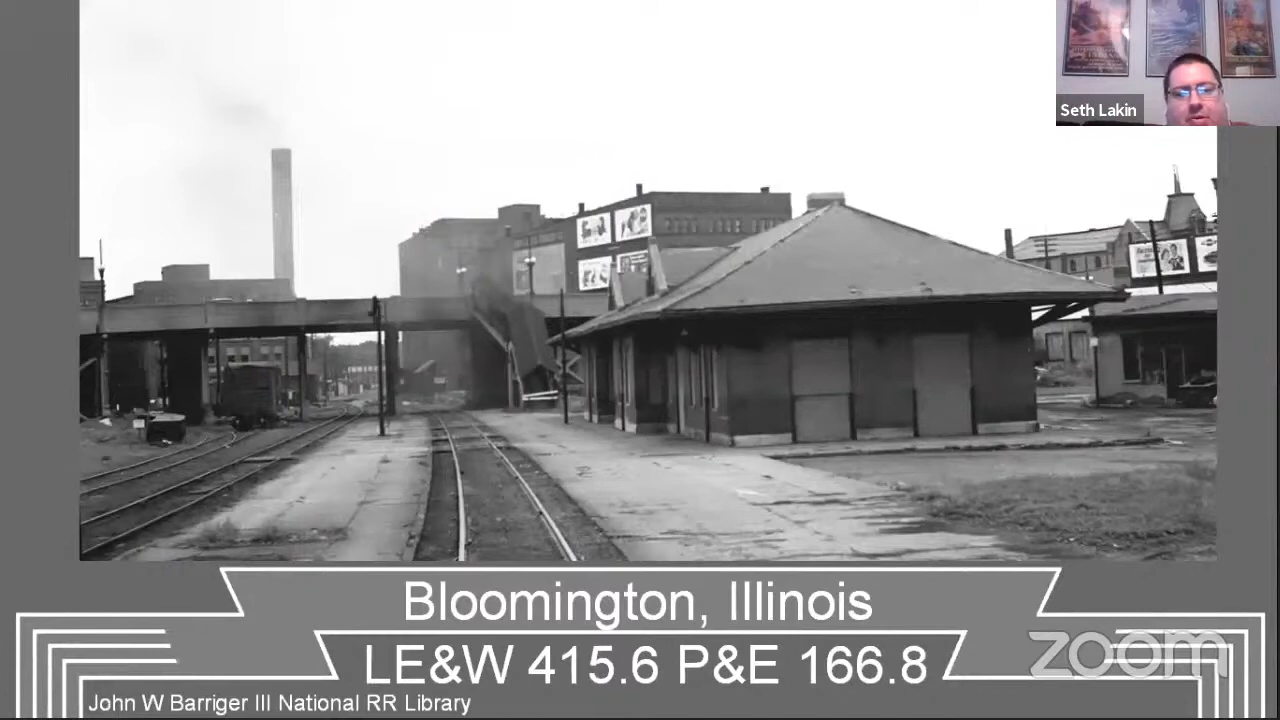 Seth Lakin
Bloomington, Illinois
LE&W 415.6 P&E 166.8
zoom
John W Barriger III National RR Library